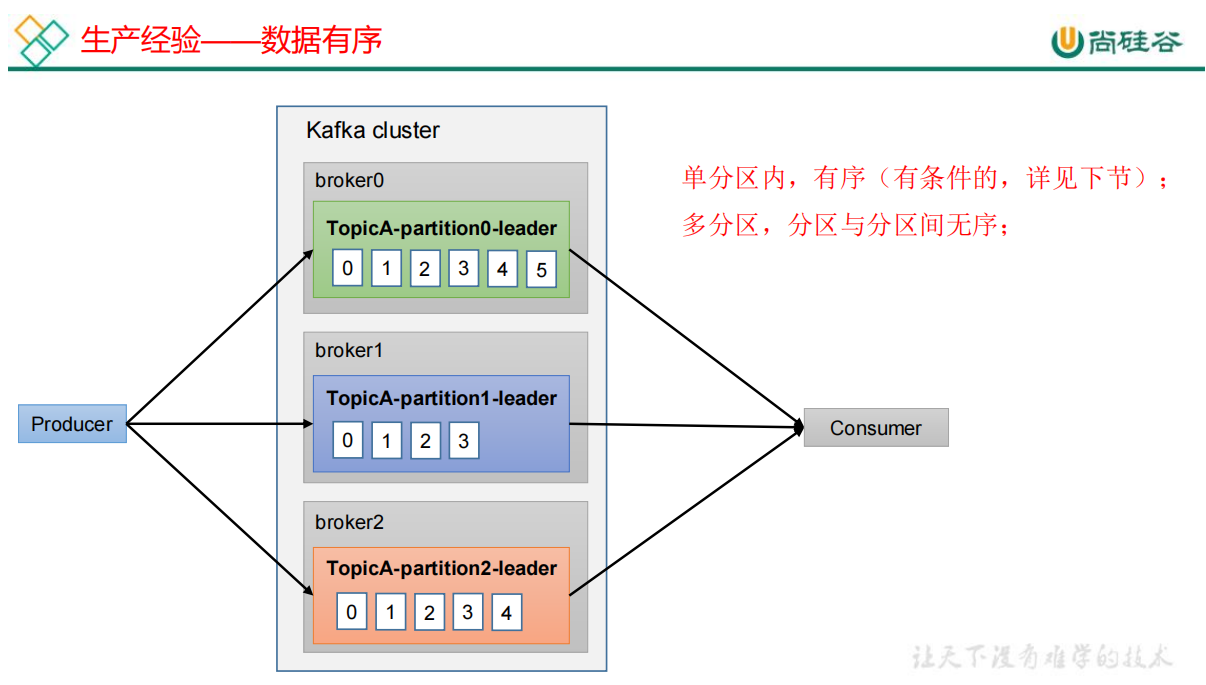 生产经验——数据有序
尚硅谷
Kafka cluster
单分区内，有序（有条件的，详见下节）；
多分区，分区与分区间无序；
broker0
TopicA-partition0-leader
0 1 2 3 4 5
broker1
TopicA-partition1-leader
0 1 2 3
Producer
Consumer
broker2
TopicA-partition2-leader
0 1 2 3 4
让天下没有难学的技术